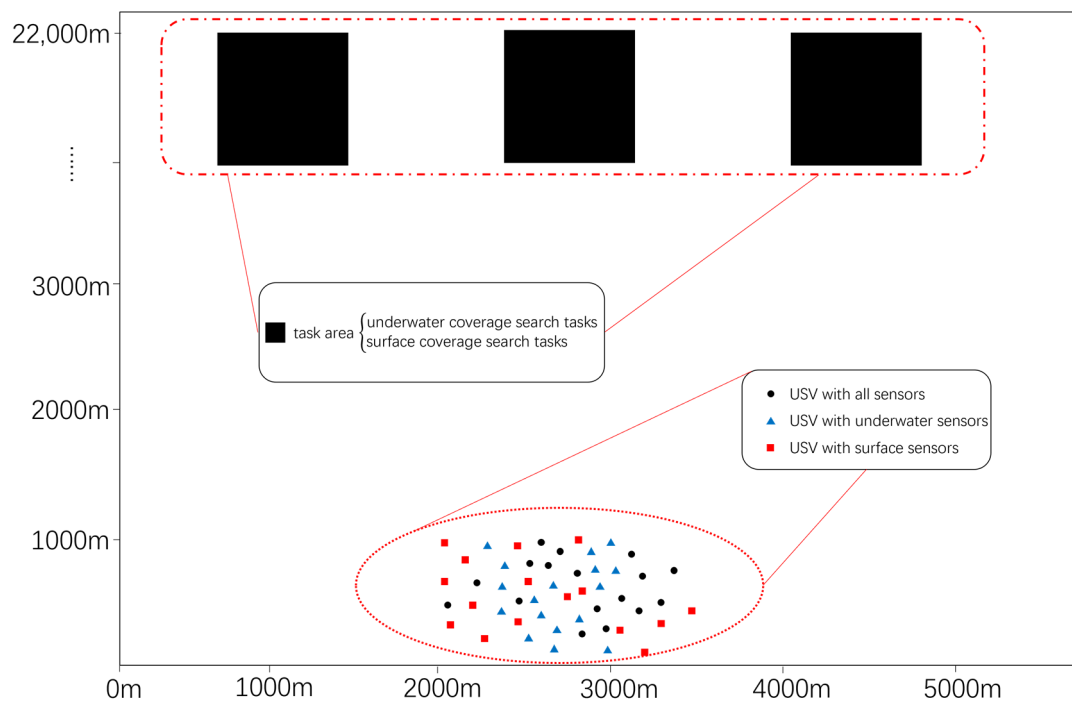 22,000m
......
3000m
task area
underwater coverage search tasks
surface coverage search tasks
USV with all sensors
2000m
USV with underwater sensors
USV with surface sensors
1000m
0m 1000m 2000m 3000m 4000m 5000m